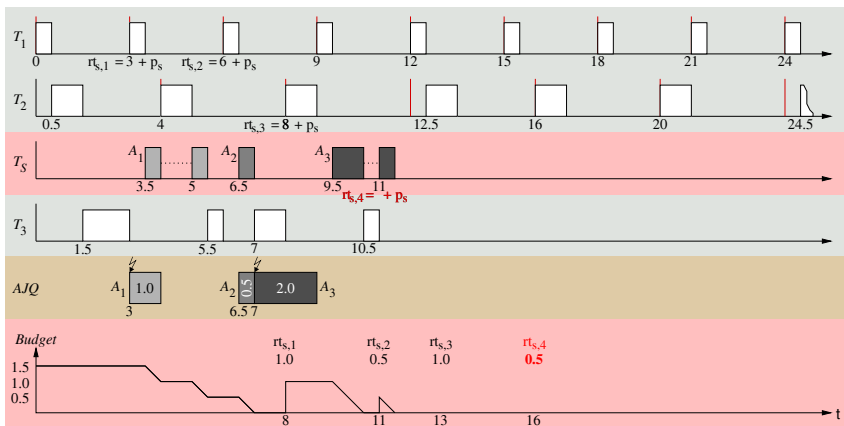 T1
0 rts,1 = 3 + ps rts,2 = 6 + ps 9 12 15 18 21 24
T2
0.5 4 rts,3 = 8 + ps 12.5 16 20 24.5
TS A1 A2 A3
3.5 5 6.5 9.5 11
rts,4 = + ps
T3
1.5 5.5 7 10.5
AJQ A1 1.0 A2 0.5 2.0 A3
3 6.5 7
Budget rts,1 rts,2 rts,3 rts,4
1.0 0.5 1.0 0.5
1.5
1.0
0.5
8 11 13 16 t